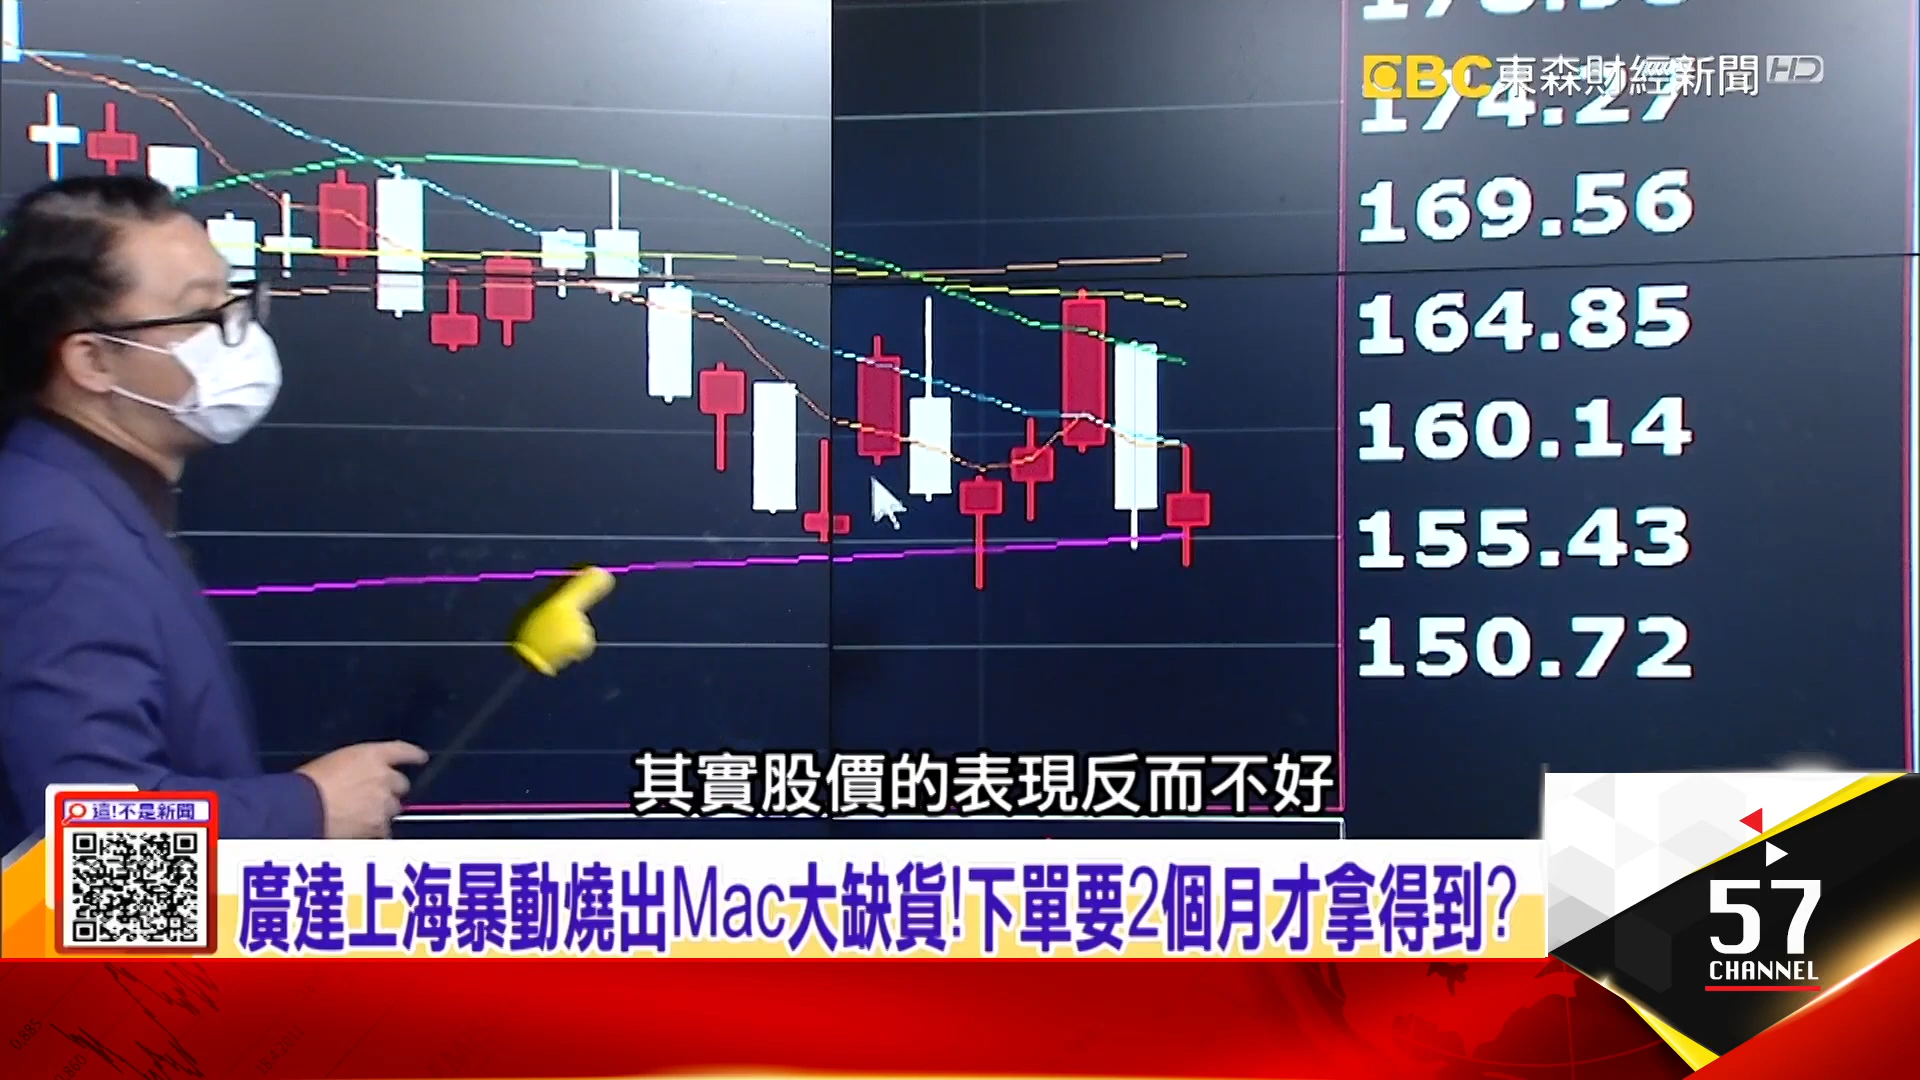 EBC東森財經新聞HD
174.27
169.56
164.85
160.14
155.43
150.72
其實股價的表現反而不好
這!不是新聞
廣達上海暴動燒出Mac大缺貨!下單要2個月才拿得到?
57
CHANNEL